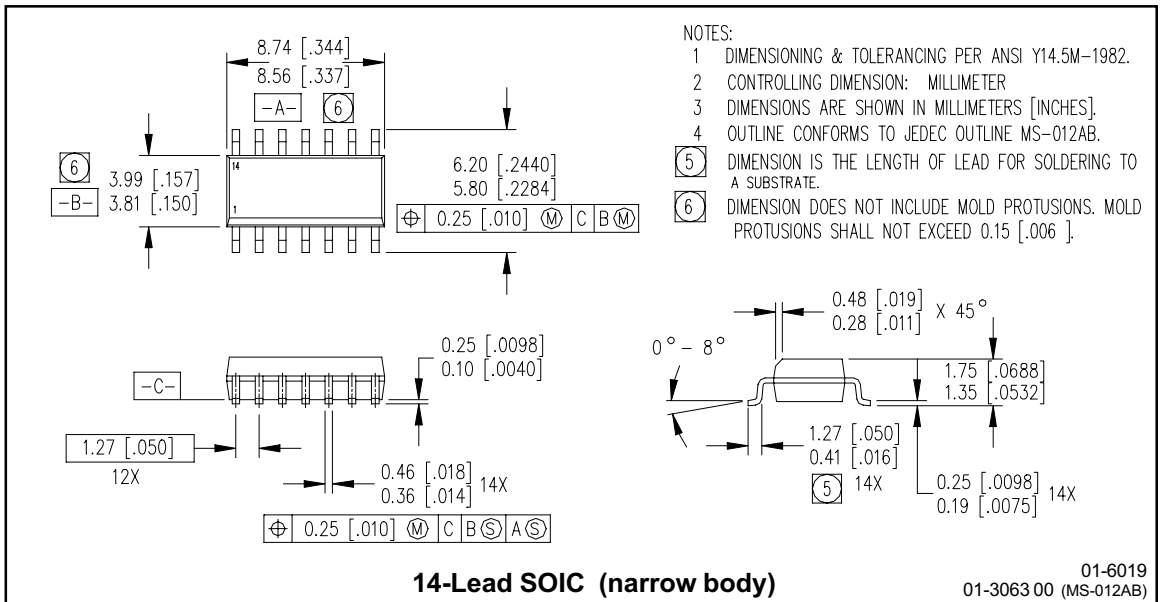 8.74 [.344]
8.56 [.337]
-A- 6
14
1
6
3.99 [.157]
-B- 3.81 [.150]
6.20 [.2440]
5.80 [.2284]
⌖ 0.25 [.010] Ⓜ C B Ⓜ
NOTES:
1 DIMENSIONING & TOLERANCING PER ANSI Y14.5M-1982.
2 CONTROLLING DIMENSION: MILLIMETER
3 DIMENSIONS ARE SHOWN IN MILLIMETERS [INCHES].
4 OUTLINE CONFORMS TO JEDEC OUTLINE MS-012AB.
5 DIMENSION IS THE LENGTH OF LEAD FOR SOLDERING TO
A SUBSTRATE.
6 DIMENSION DOES NOT INCLUDE MOLD PROTUSIONS. MOLD
PROTUSIONS SHALL NOT EXCEED 0.15 [.006 ].
-C-
0.25 [.0098]
0.10 [.0040]
1.27 [.050]
12X
0.46 [.018]
0.36 [.014] 14X
⌖ 0.25 [.010] Ⓜ C B Ⓢ A Ⓢ
0.48 [.019]
0.28 [.011] X 45°
0° - 8°
1.75 [.0688]
1.35 [.0532]
1.27 [.050]
0.41 [.016]
5 14X
0.25 [.0098]
0.19 [.0075] 14X
14-Lead SOIC (narrow body)
01-6019
01-3063 00 (MS-012AB)